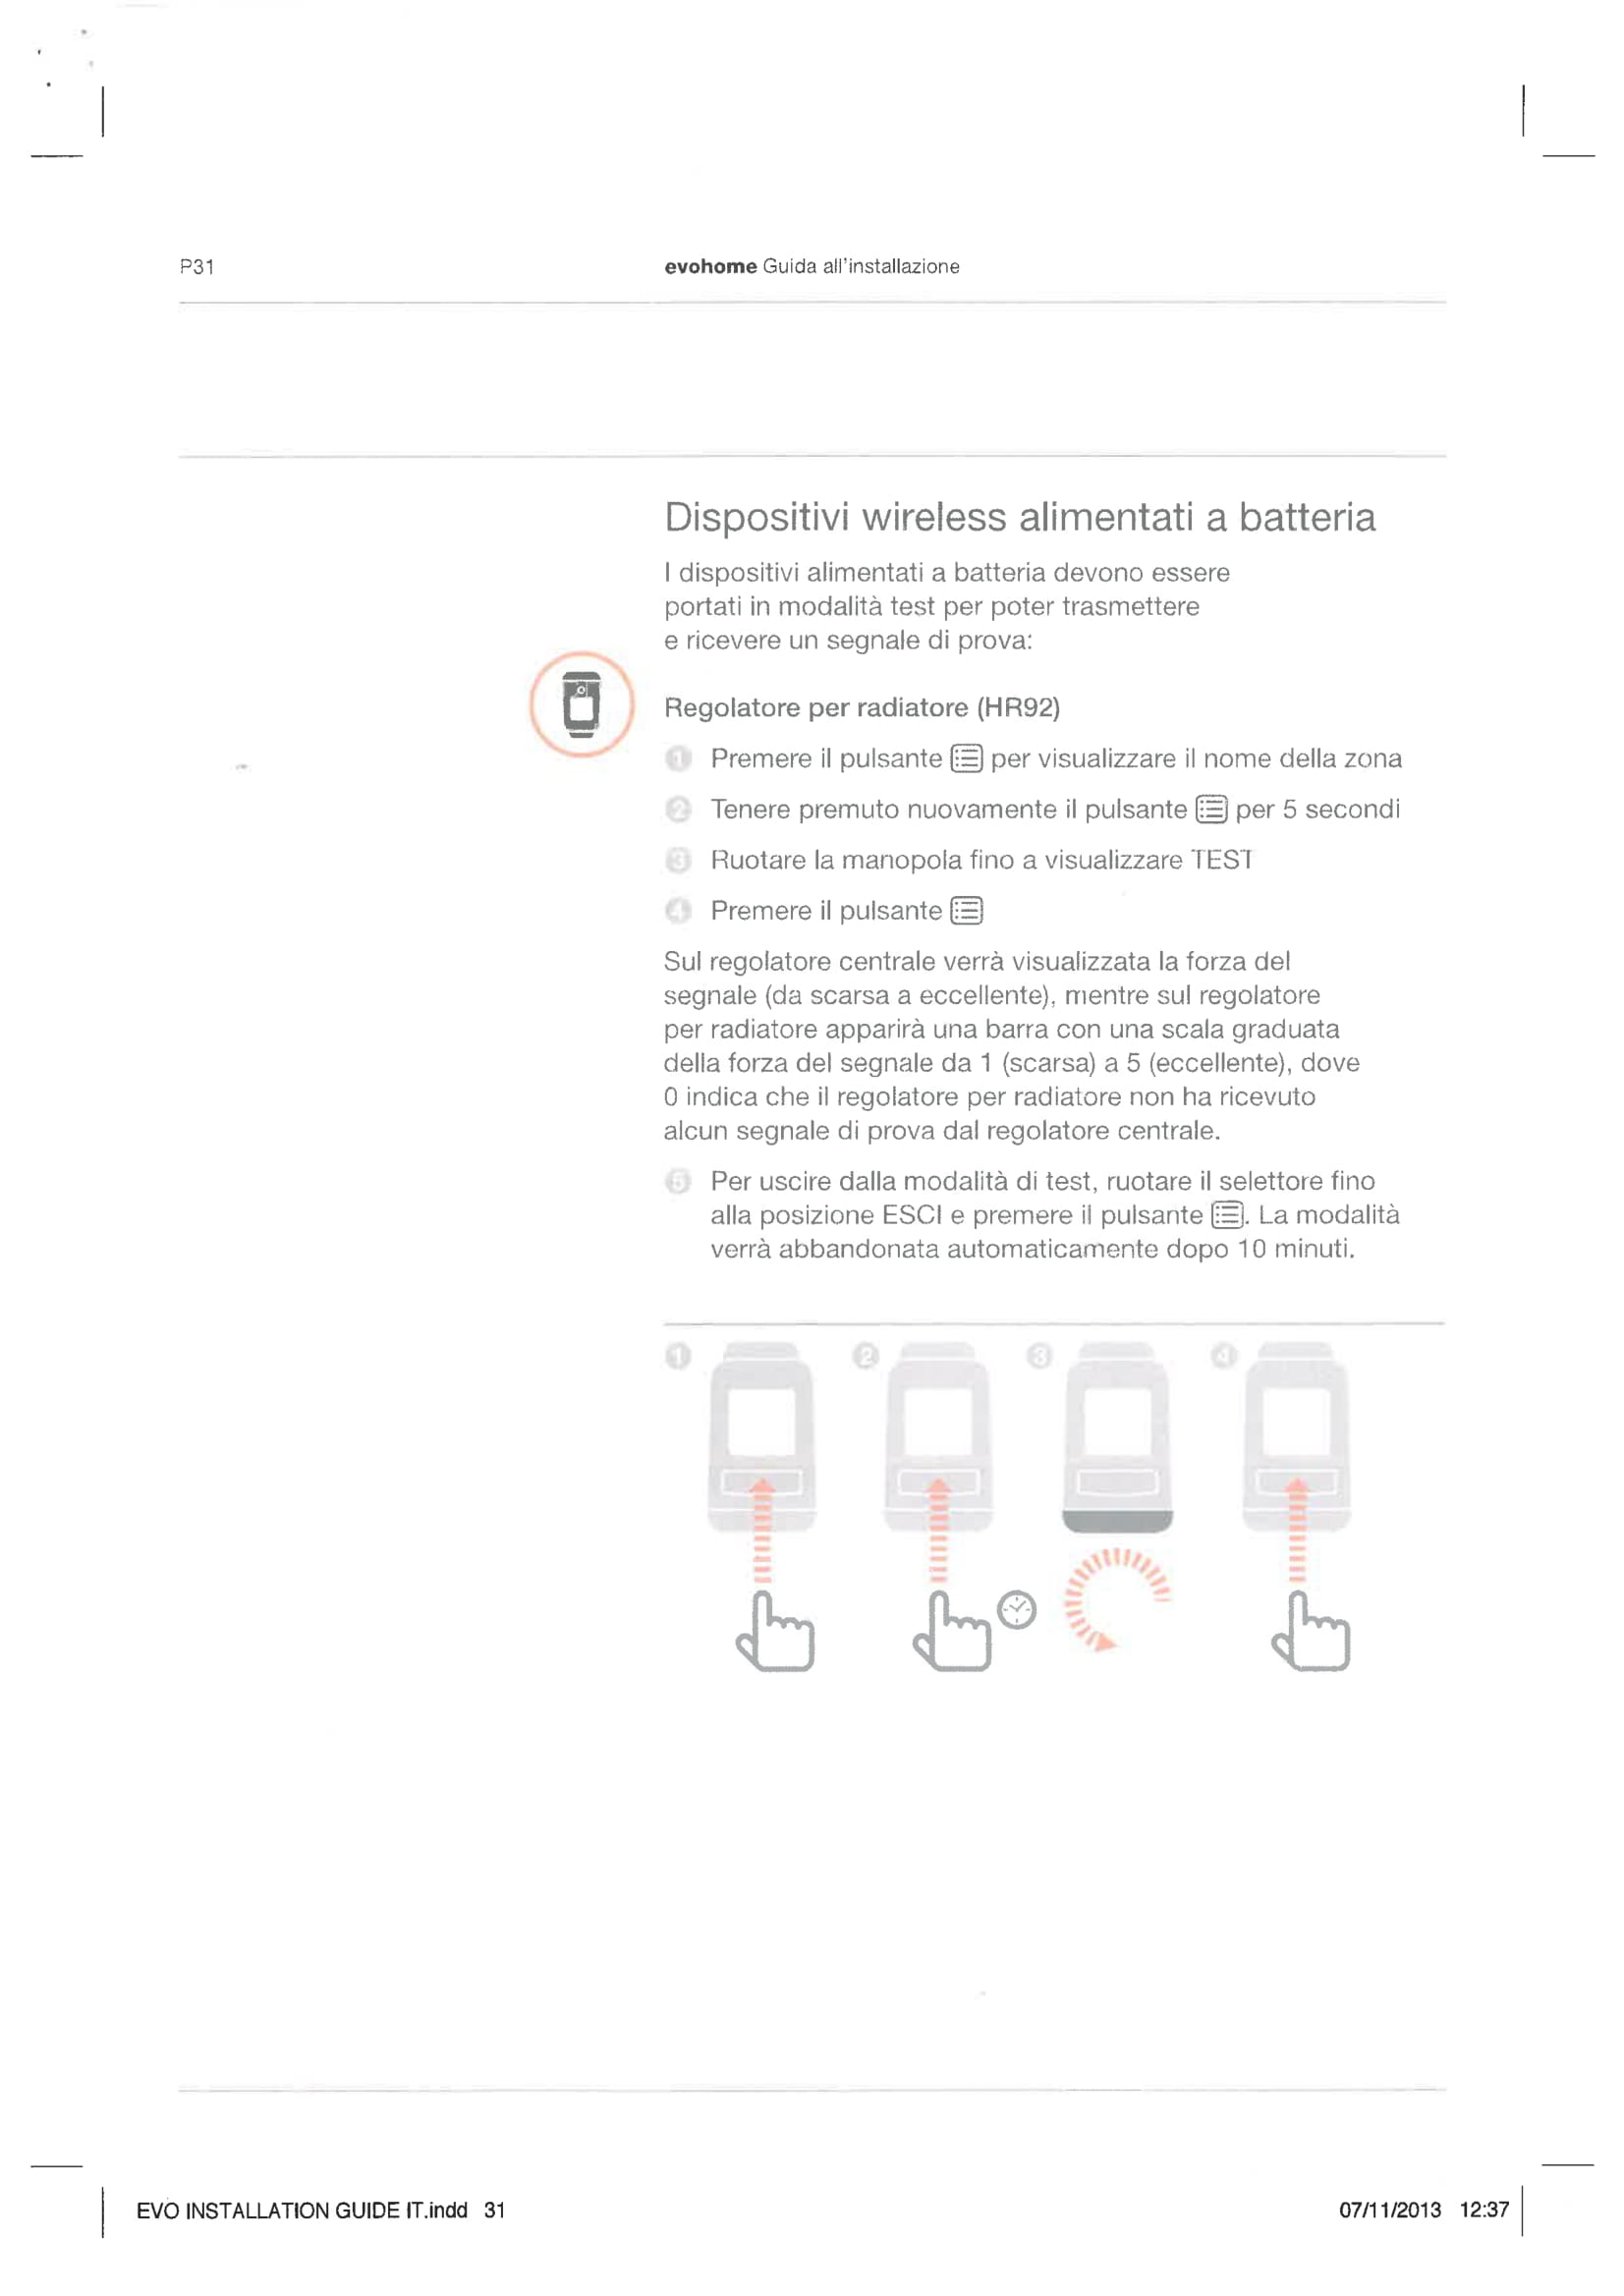 P31
evohome Guida all'installazione
Dispositivi wireless alimentati a batteria
I dispositivi alimentati a batteria devono essere
portati in modalità test per poter trasmettere
e ricevere un segnale di prova:
Regolatore per radiatore (HR92)
1 Premere il pulsante per visualizzare il nome della zona
2 Tenere premuto nuovamente il pulsante per 5 secondi
3 Ruotare la manopola fino a visualizzare TEST
4 Premere il pulsante
Sul regolatore centrale verrà visualizzata la forza del
segnale (da scarsa a eccellente), mentre sul regolatore
per radiatore apparirà una barra con una scala graduata
della forza del segnale da 1 (scarsa) a 5 (eccellente), dove
0 indica che il regolatore per radiatore non ha ricevuto
alcun segnale di prova dal regolatore centrale.
5 Per uscire dalla modalità di test, ruotare il selettore fino
alla posizione ESCI e premere il pulsante . La modalità
verrà abbandonata automaticamente dopo 10 minuti.
1 2 3 4
EVO INSTALLATION GUIDE IT.indd 31
07/11/2013 12:37